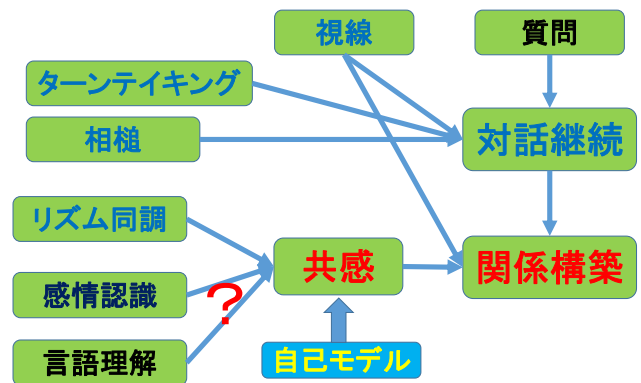 視線
質問
ターンテイキング
相槌
対話継続
リズム同調
共感
関係構築
感情認識
?
言語理解
自己モデル